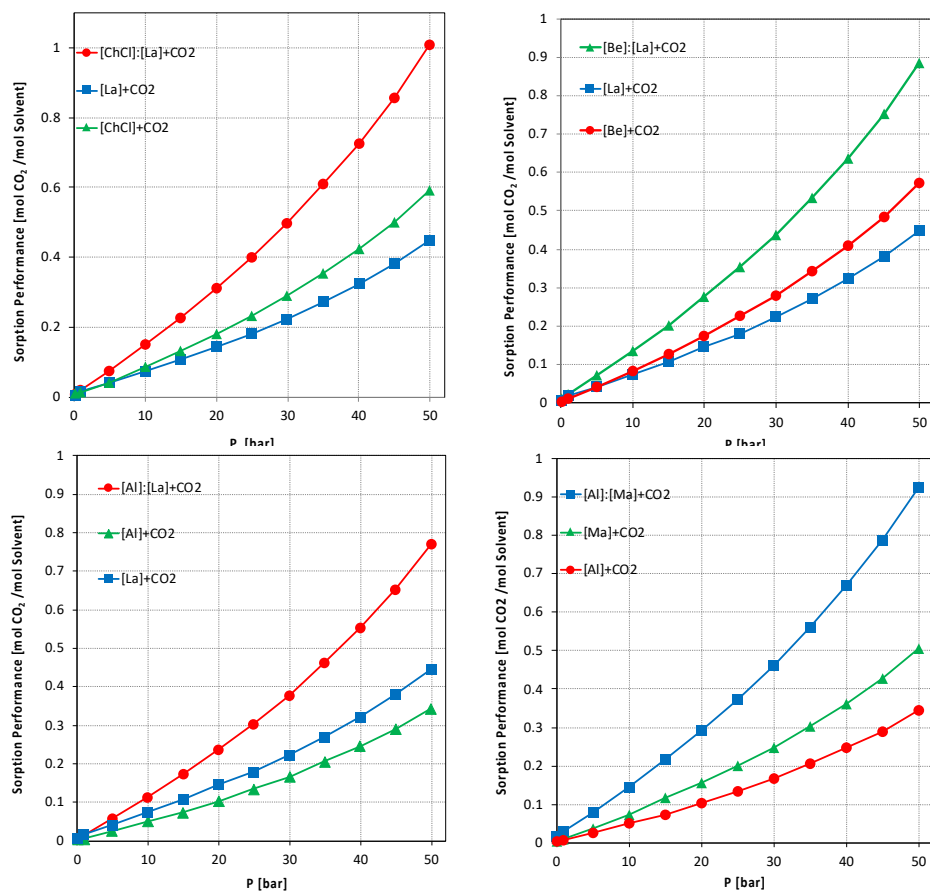 Sorption Performance [mol CO₂ /mol Solvent]
1
0.8
0.6
0.4
0.2
0
[ChCl]:[La]+CO2
[La]+CO2
[ChCl]+CO2
0 10 20 30 40 50
P [bar]
Sorption Performance [mol CO₂ /mol Solvent]
1
0.9
0.8
0.7
0.6
0.5
0.4
0.3
0.2
0.1
0
[Be]:[La]+CO2
[La]+CO2
[Be]+CO2
0 10 20 30 40 50
P [bar]
Sorption Performance [mol CO₂ /mol Solvent]
1
0.9
0.8
0.7
0.6
0.5
0.4
0.3
0.2
0.1
0
[Al]:[La]+CO2
[Al]+CO2
[La]+CO2
0 10 20 30 40 50
P [bar]
Sorption Performance [mol CO2 /mol Solvent]
1
0.9
0.8
0.7
0.6
0.5
0.4
0.3
0.2
0.1
0
[Al]:[Ma]+CO2
[Ma]+CO2
[Al]+CO2
0 10 20 30 40 50
P [bar]